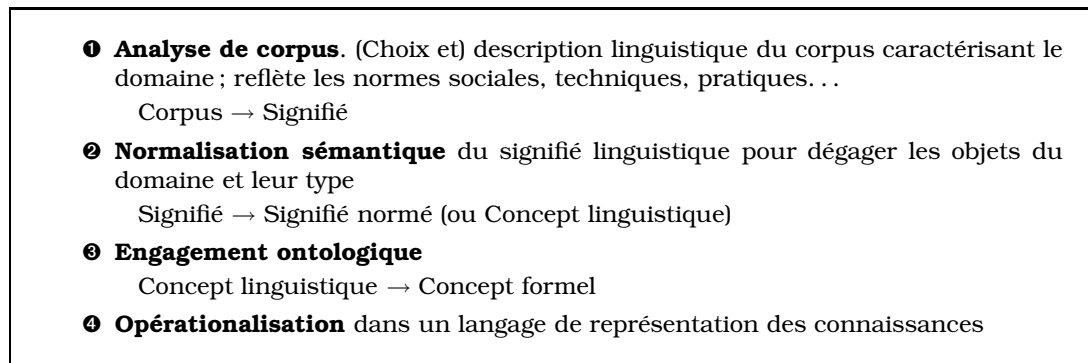 ❶ Analyse de corpus. (Choix et) description linguistique du corpus caractérisant le
domaine ; reflète les normes sociales, techniques, pratiques...
Corpus → Signifié
❷ Normalisation sémantique du signifié linguistique pour dégager les objets du
domaine et leur type
Signifié → Signifié normé (ou Concept linguistique)
❸ Engagement ontologique
Concept linguistique → Concept formel
❹ Opérationalisation dans un langage de représentation des connaissances